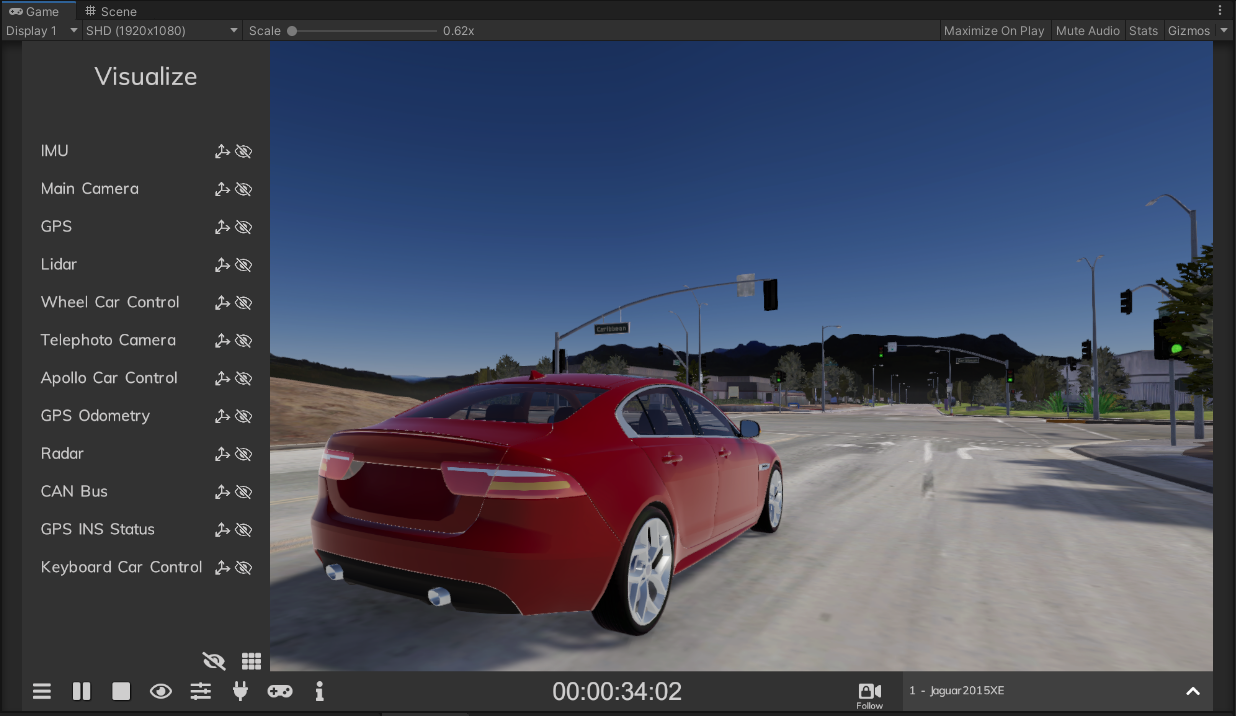 Game
Scene
Display 1
SHD (1920x1080)
Scale
0.62x
Maximize On Play
Mute Audio
Stats
Gizmos
Visualize
IMU
Main Camera
GPS
Lidar
Wheel Car Control
Telephoto Camera
Apollo Car Control
GPS Odometry
Radar
CAN Bus
GPS INS Status
Keyboard Car Control
Caribbean
00:00:34:02
Follow
1 - Jaguar2015XE